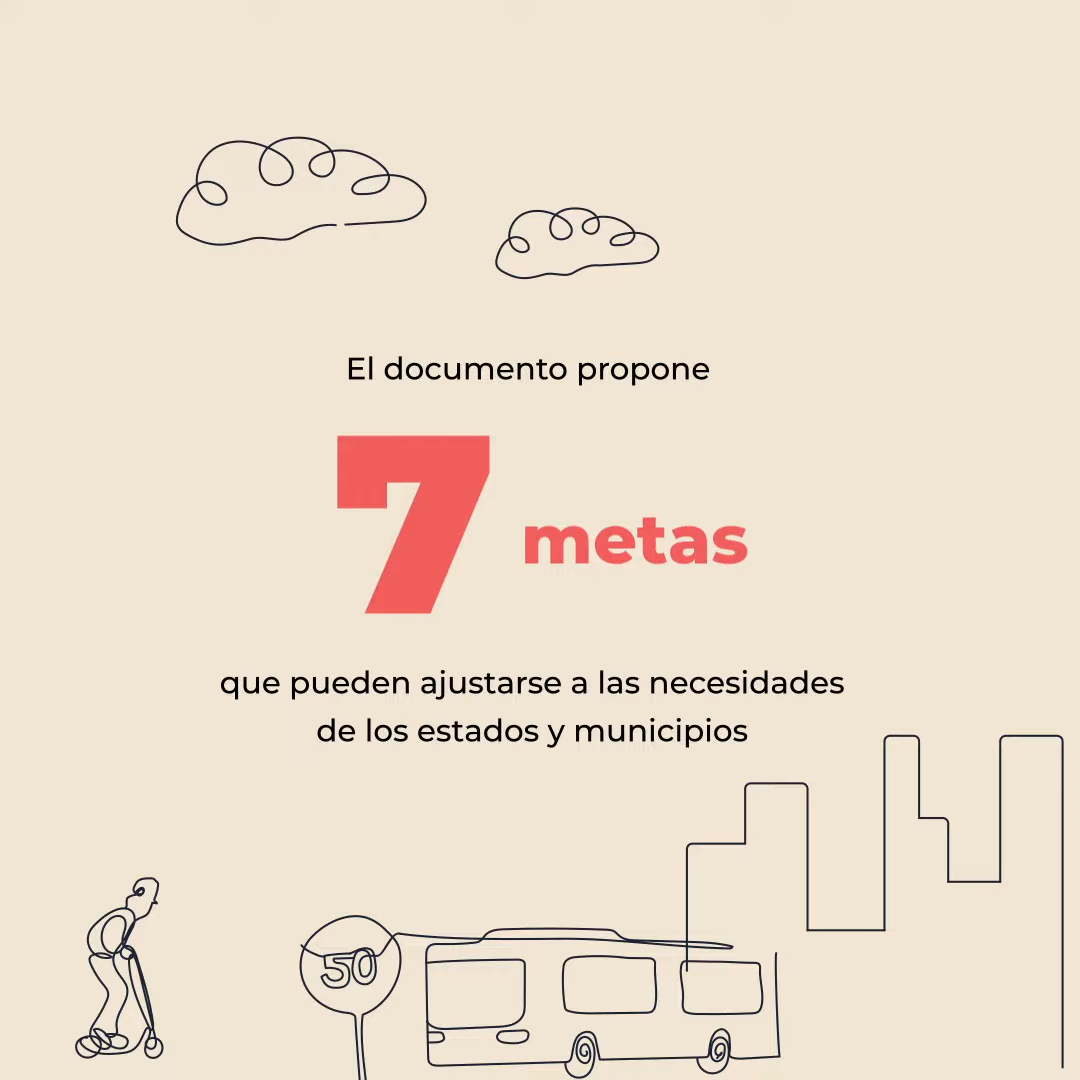 El documento propone
7 metas
que pueden ajustarse a las necesidades
de los estados y municipios
50